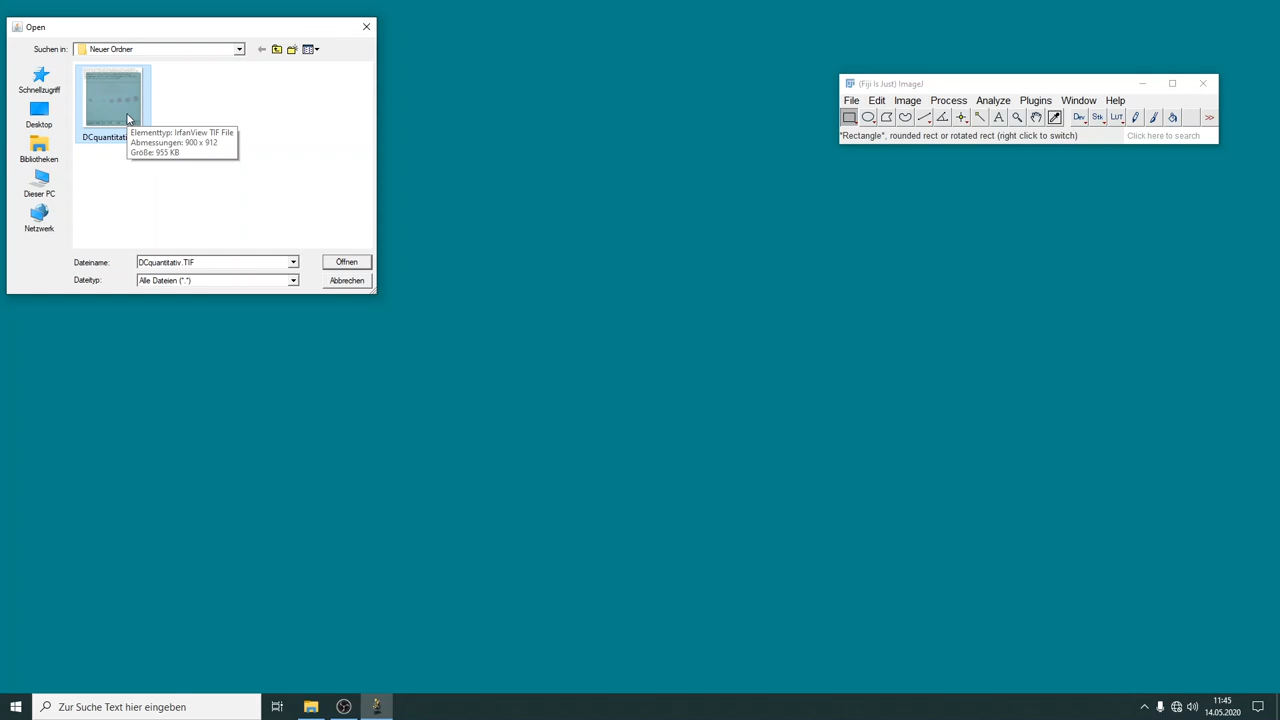 Open
Suchen in:
Neuer Ordner
Schnellzugriff
Desktop
Bibliotheken
Dieser PC
Netzwerk
DCquantitati
Elementtyp: IrfanView TIF File
Abmessungen: 900 x 912
Größe: 955 KB
Dateiname:
DCquantitativ.TIF
Öffnen
Dateityp:
Alle Dateien (*.*)
Abbrechen
(Fiji Is Just) ImageJ
File Edit Image Process Analyze Plugins Window Help
Dev Stk LUT >>
*Rectangle*, rounded rect or rotated rect (right click to switch)
Click here to search
Zur Suche Text hier eingeben
11:45
14.05.2020